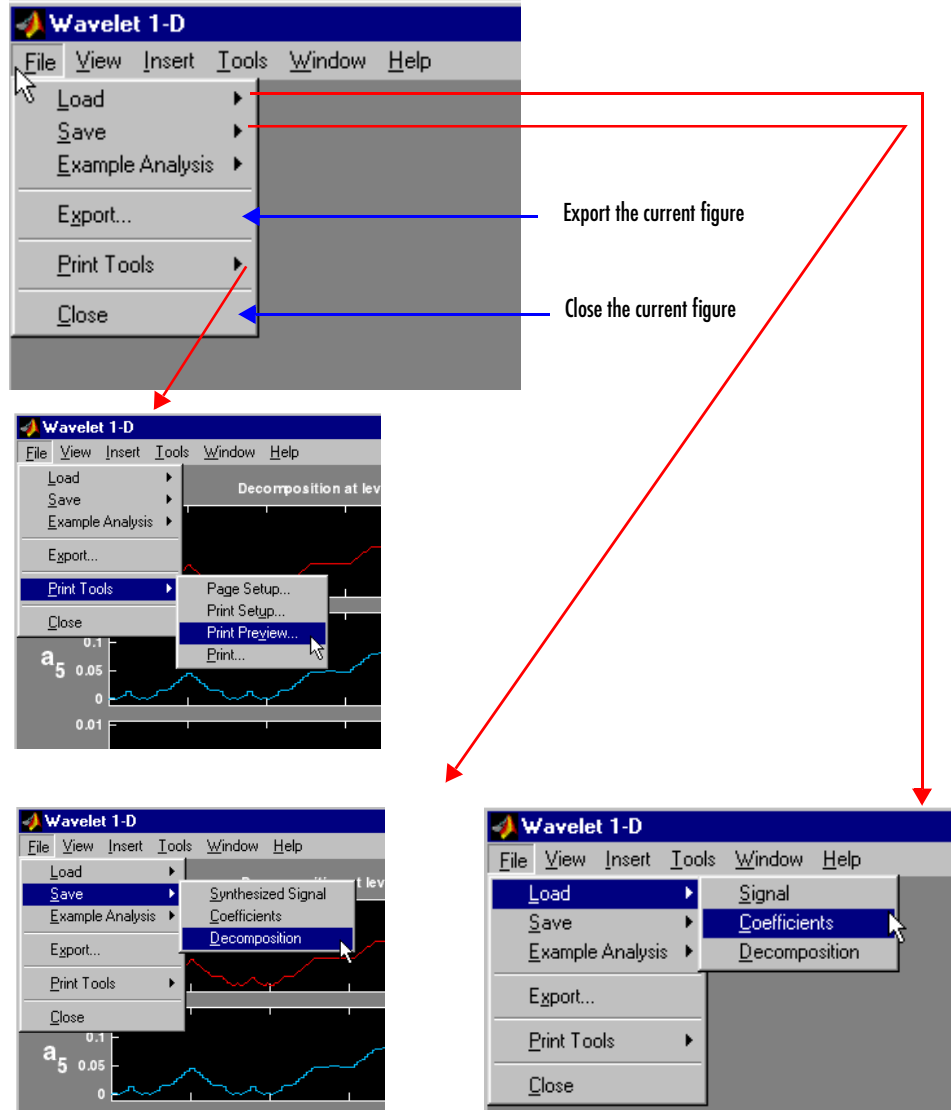 Wavelet 1-D
File View Insert Tools Window Help
Load
Save
Example Analysis
Export...
Print Tools
Close
Export the current figure
Close the current figure
Wavelet 1-D
File View Insert Tools Window Help
Load
Save
Example Analysis
Export...
Print Tools
Close
Decomposition at lev
Page Setup...
Print Setup...
Print Preview...
Print...
0.1
a5 0.05
0
0.01
Wavelet 1-D
File View Insert Tools Window Help
Load
Save
Example Analysis
Export...
Print Tools
Close
Synthesized Signal
Coefficients
Decomposition
0.1
a5 0.05
0
Wavelet 1-D
File View Insert Tools Window Help
Load
Save
Example Analysis
Export...
Print Tools
Close
Signal
Coefficients
Decomposition